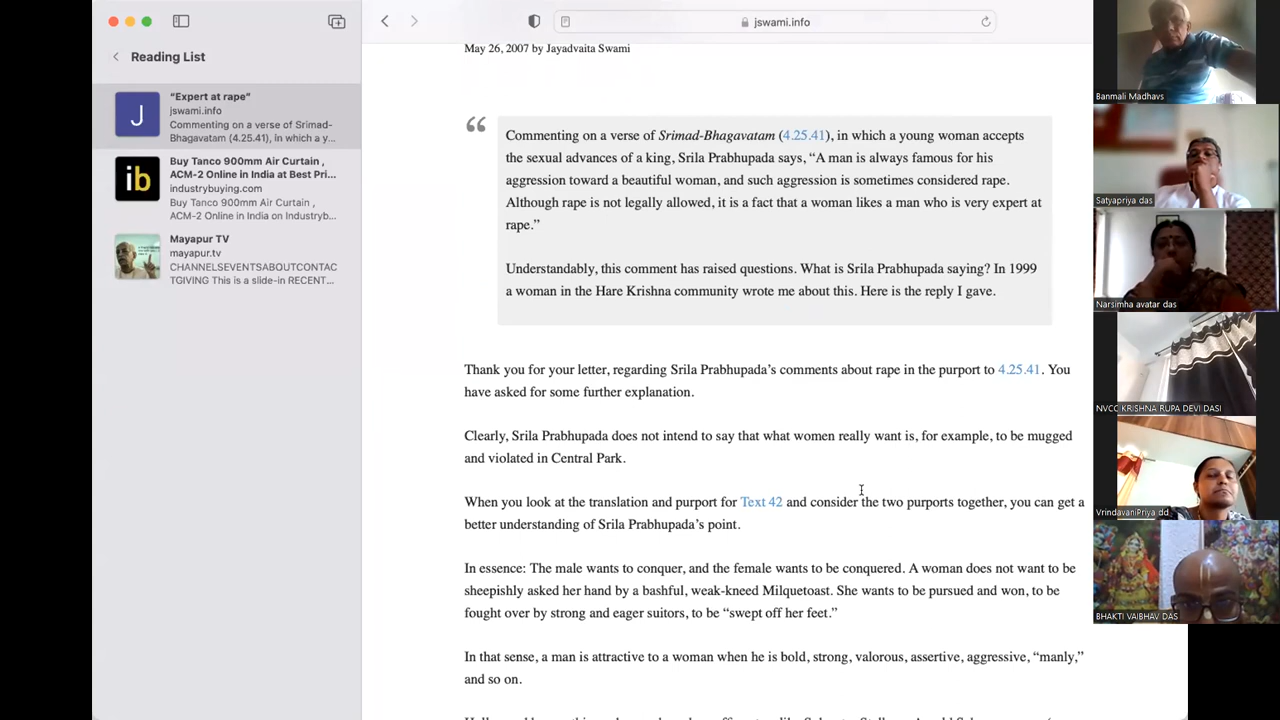 jswami.info
Reading List
"Expert at rape"
jswami.info
Commenting on a verse of Srimad-
Bhagavatam (4.25.41), in which a y…
Buy Tanco 900mm Air Curtain ,
ACM-2 Online in India at Best Pri…
industrybuying.com
Buy Tanco 900mm Air Curtain ,
ACM-2 Online in India on Industryb…
Mayapur TV
mayapur.tv
CHANNELSEVENTSABOUTCONTAC
TGIVING This is a slide-in RECENT…
J
ib
May 26, 2007 by Jayadvaita Swami
“
Commenting on a verse of Srimad-Bhagavatam (4.25.41), in which a young woman accepts
the sexual advances of a king, Srila Prabhupada says, “A man is always famous for his
aggression toward a beautiful woman, and such aggression is sometimes considered rape.
Although rape is not legally allowed, it is a fact that a woman likes a man who is very expert at
rape.”
Understandably, this comment has raised questions. What is Srila Prabhupada saying? In 1999
a woman in the Hare Krishna community wrote me about this. Here is the reply I gave.
Thank you for your letter, regarding Srila Prabhupada’s comments about rape in the purport to 4.25.41. You
have asked for some further explanation.
Clearly, Srila Prabhupada does not intend to say that what women really want is, for example, to be mugged
and violated in Central Park.
When you look at the translation and purport for Text 42 and consider the two purports together, you can get a
better understanding of Srila Prabhupada’s point.
In essence: The male wants to conquer, and the female wants to be conquered. A woman does not want to be
sheepishly asked her hand by a bashful, weak-kneed Milquetoast. She wants to be pursued and won, to be
fought over by strong and eager suitors, to be “swept off her feet.”
In that sense, a man is attractive to a woman when he is bold, strong, valorous, assertive, aggressive, “manly,”
and so on.
Banmali Madhavs
Satyapriya das
Narsimha avatar das
NVCC KRISHNA RUPA DEVI DASI
VrindavaniPriya dd
BHAKTI VAIBHAV DAS